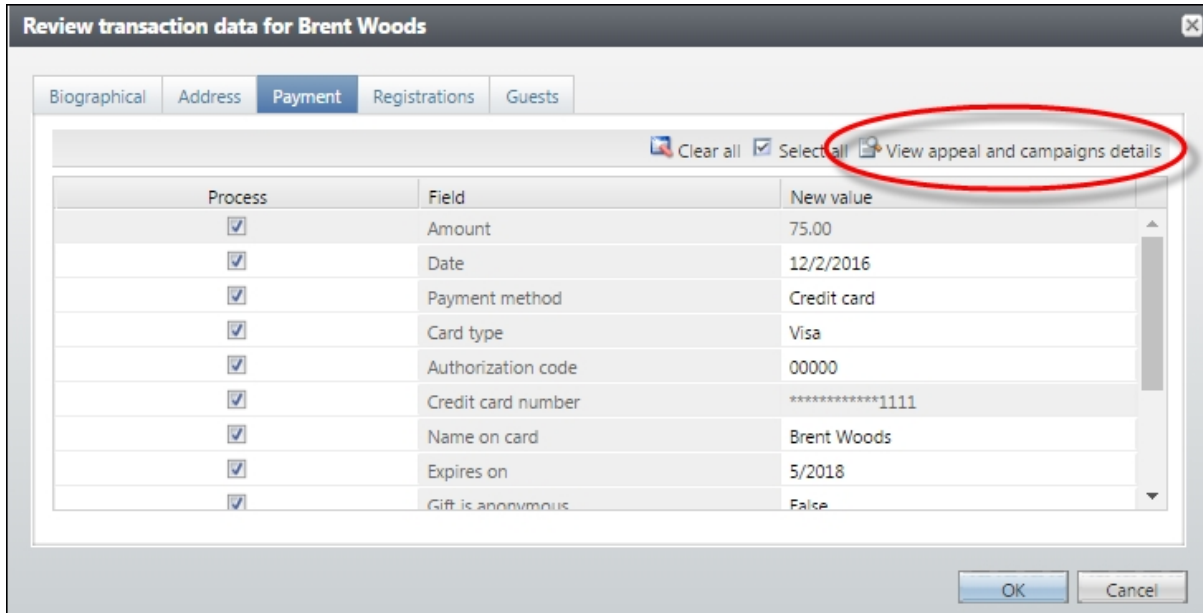 Review transaction data for Brent Woods
Biographical Address Payment Registrations Guests
Clear all Select all View appeal and campaigns details
Process Field New value
Amount 75.00
Date 12/2/2016
Payment method Credit card
Card type Visa
Authorization code 00000
Credit card number ************1111
Name on card Brent Woods
Expires on 5/2018
Gift is anonymous False
OK Cancel